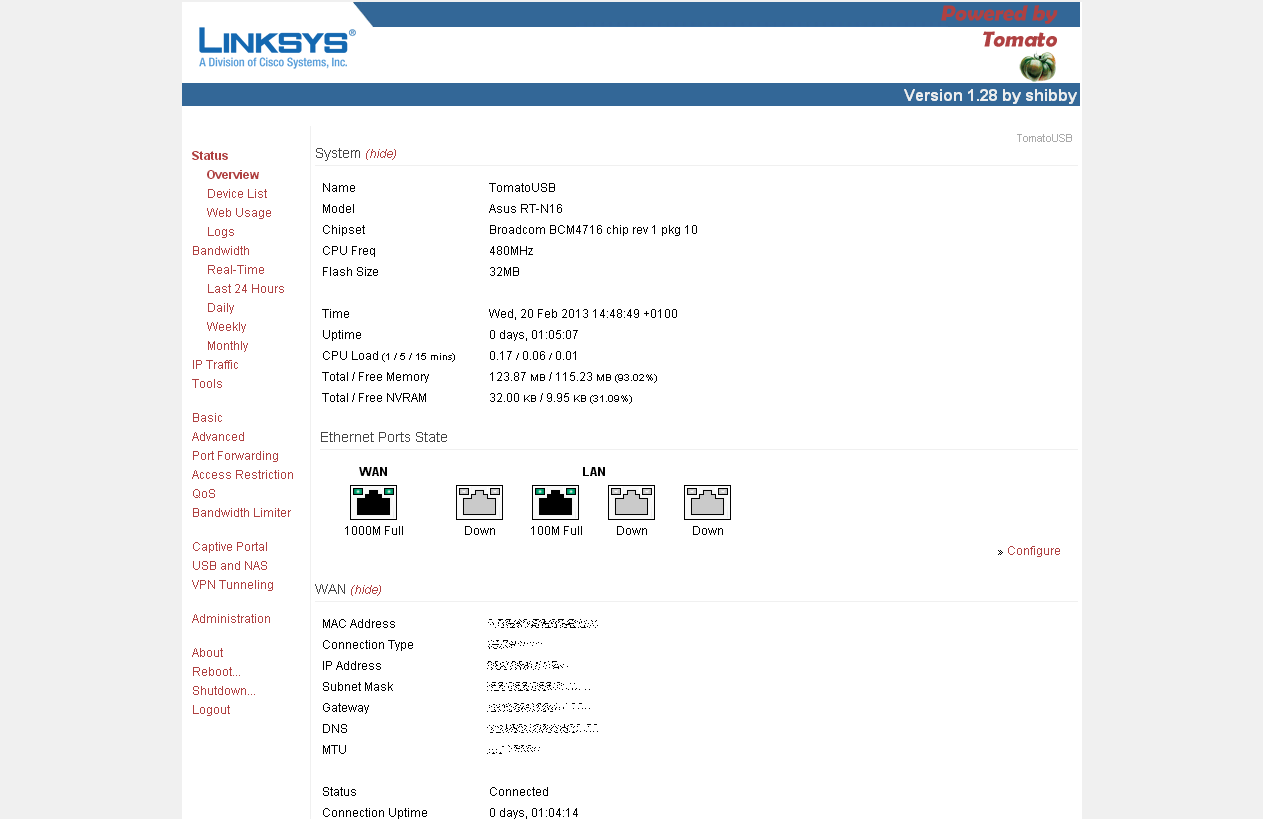 Powered by
LINKSYS®
Tomato
A Division of Cisco Systems, Inc.
Version 1.28 by shibby
TomatoUSB
Status
Overview
Device List
Web Usage
Logs
Bandwidth
Real-Time
Last 24 Hours
Daily
Weekly
Monthly
IP Traffic
Tools
Basic
Advanced
Port Forwarding
Access Restriction
QoS
Bandwidth Limiter
Captive Portal
USB and NAS
VPN Tunneling
Administration
About
Reboot...
Shutdown...
Logout
System (hide)
Name TomatoUSB
Model Asus RT-N16
Chipset Broadcom BCM4716 chip rev 1 pkg 10
CPU Freq 480MHz
Flash Size 32MB
Time Wed, 20 Feb 2013 14:48:49 +0100
Uptime 0 days, 01:05:07
CPU Load (1 / 5 / 15 mins) 0.17 / 0.06 / 0.01
Total / Free Memory 123.87 MB / 115.23 MB (93.02%)
Total / Free NVRAM 32.00 KB / 9.95 KB (31.09%)
Ethernet Ports State
WAN LAN
1000M Full Down 100M Full Down Down
» Configure
WAN (hide)
MAC Address
Connection Type
IP Address
Subnet Mask
Gateway
DNS
MTU
Status Connected
Connection Uptime 0 days, 01:04:14